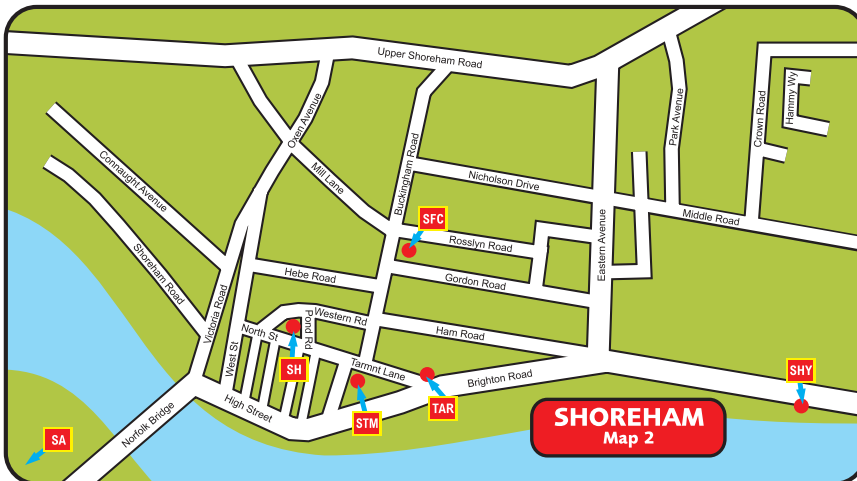 Upper Shoreham Road
Oxen Avenue
Mill Lane
Buckingham Road
Nicholson Drive
Park Avenue
Crown Road
Hammy Wy
Middle Road
Connaught Avenue
Shoreham Road
Victoria Road
West St
Hebe Road
SFC
Rosslyn Road
Gordon Road
Eastern Avenue
Western Rd
Pond Rd
North St
Ham Road
SH
Tarmnt Lane
Brighton Road
SHY
TAR
STM
High Street
Norfolk Bridge
SA
SHOREHAM
Map 2